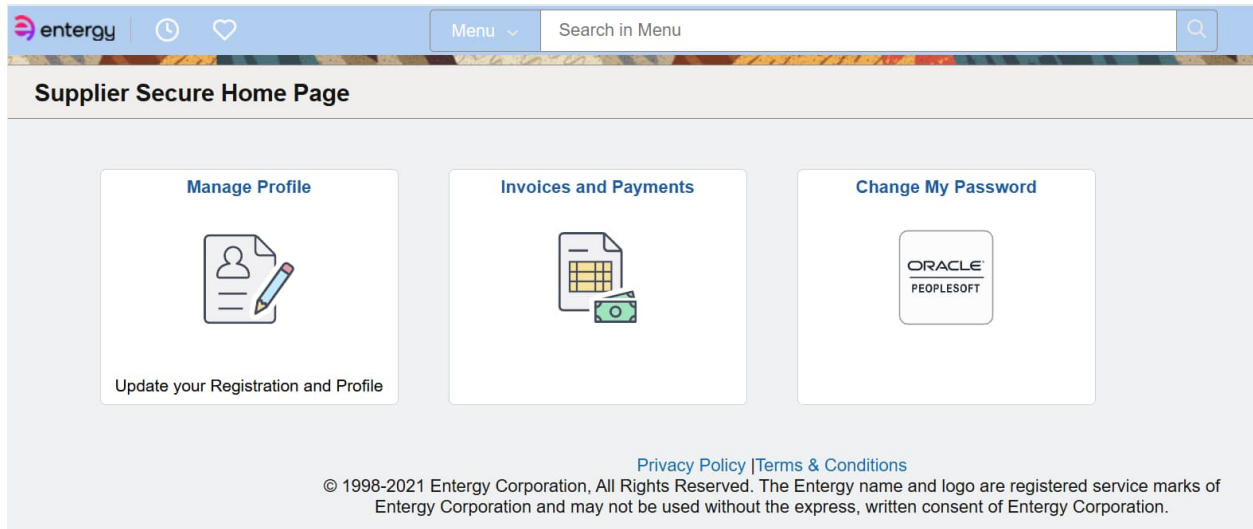 entergy
Menu
Search in Menu
Supplier Secure Home Page
Manage Profile
Invoices and Payments
Change My Password
ORACLE
PEOPLESOFT
Update your Registration and Profile
Privacy Policy |Terms & Conditions
© 1998-2021 Entergy Corporation, All Rights Reserved. The Entergy name and logo are registered service marks of
Entergy Corporation and may not be used without the express, written consent of Entergy Corporation.